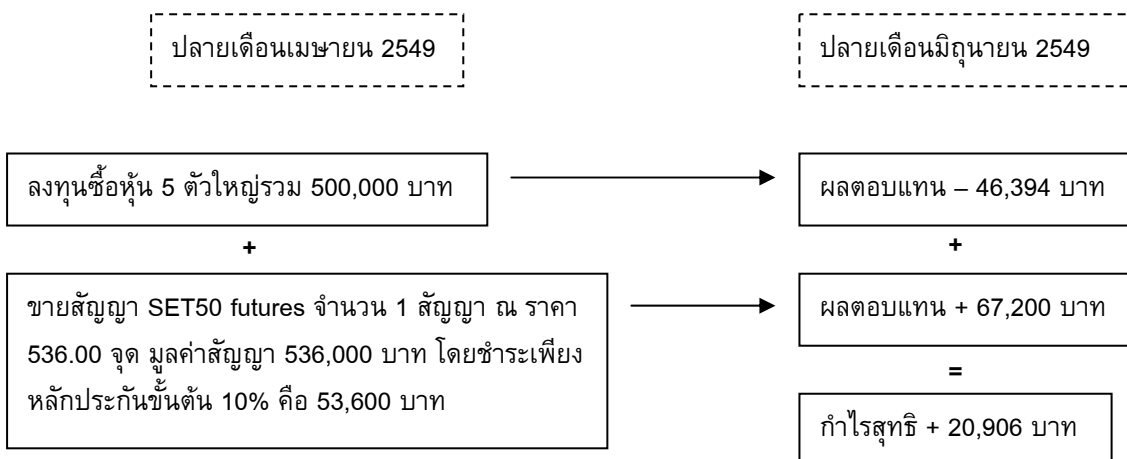 ปลายเดือนเมษายน 2549
ปลายเดือนมิถุนายน 2549
ลงทุนซื้อหุ้น 5 ตัวใหญ่รวม 500,000 บาท
ผลตอบแทน – 46,394 บาท
+
+
ขายสัญญา SET50 futures จำนวน 1 สัญญา ณ ราคา
536.00 จุด มูลค่าสัญญา 536,000 บาท โดยชำระเพียง
หลักประกันขั้นต้น 10% คือ 53,600 บาท
ผลตอบแทน + 67,200 บาท
=
กำไรสุทธิ + 20,906 บาท